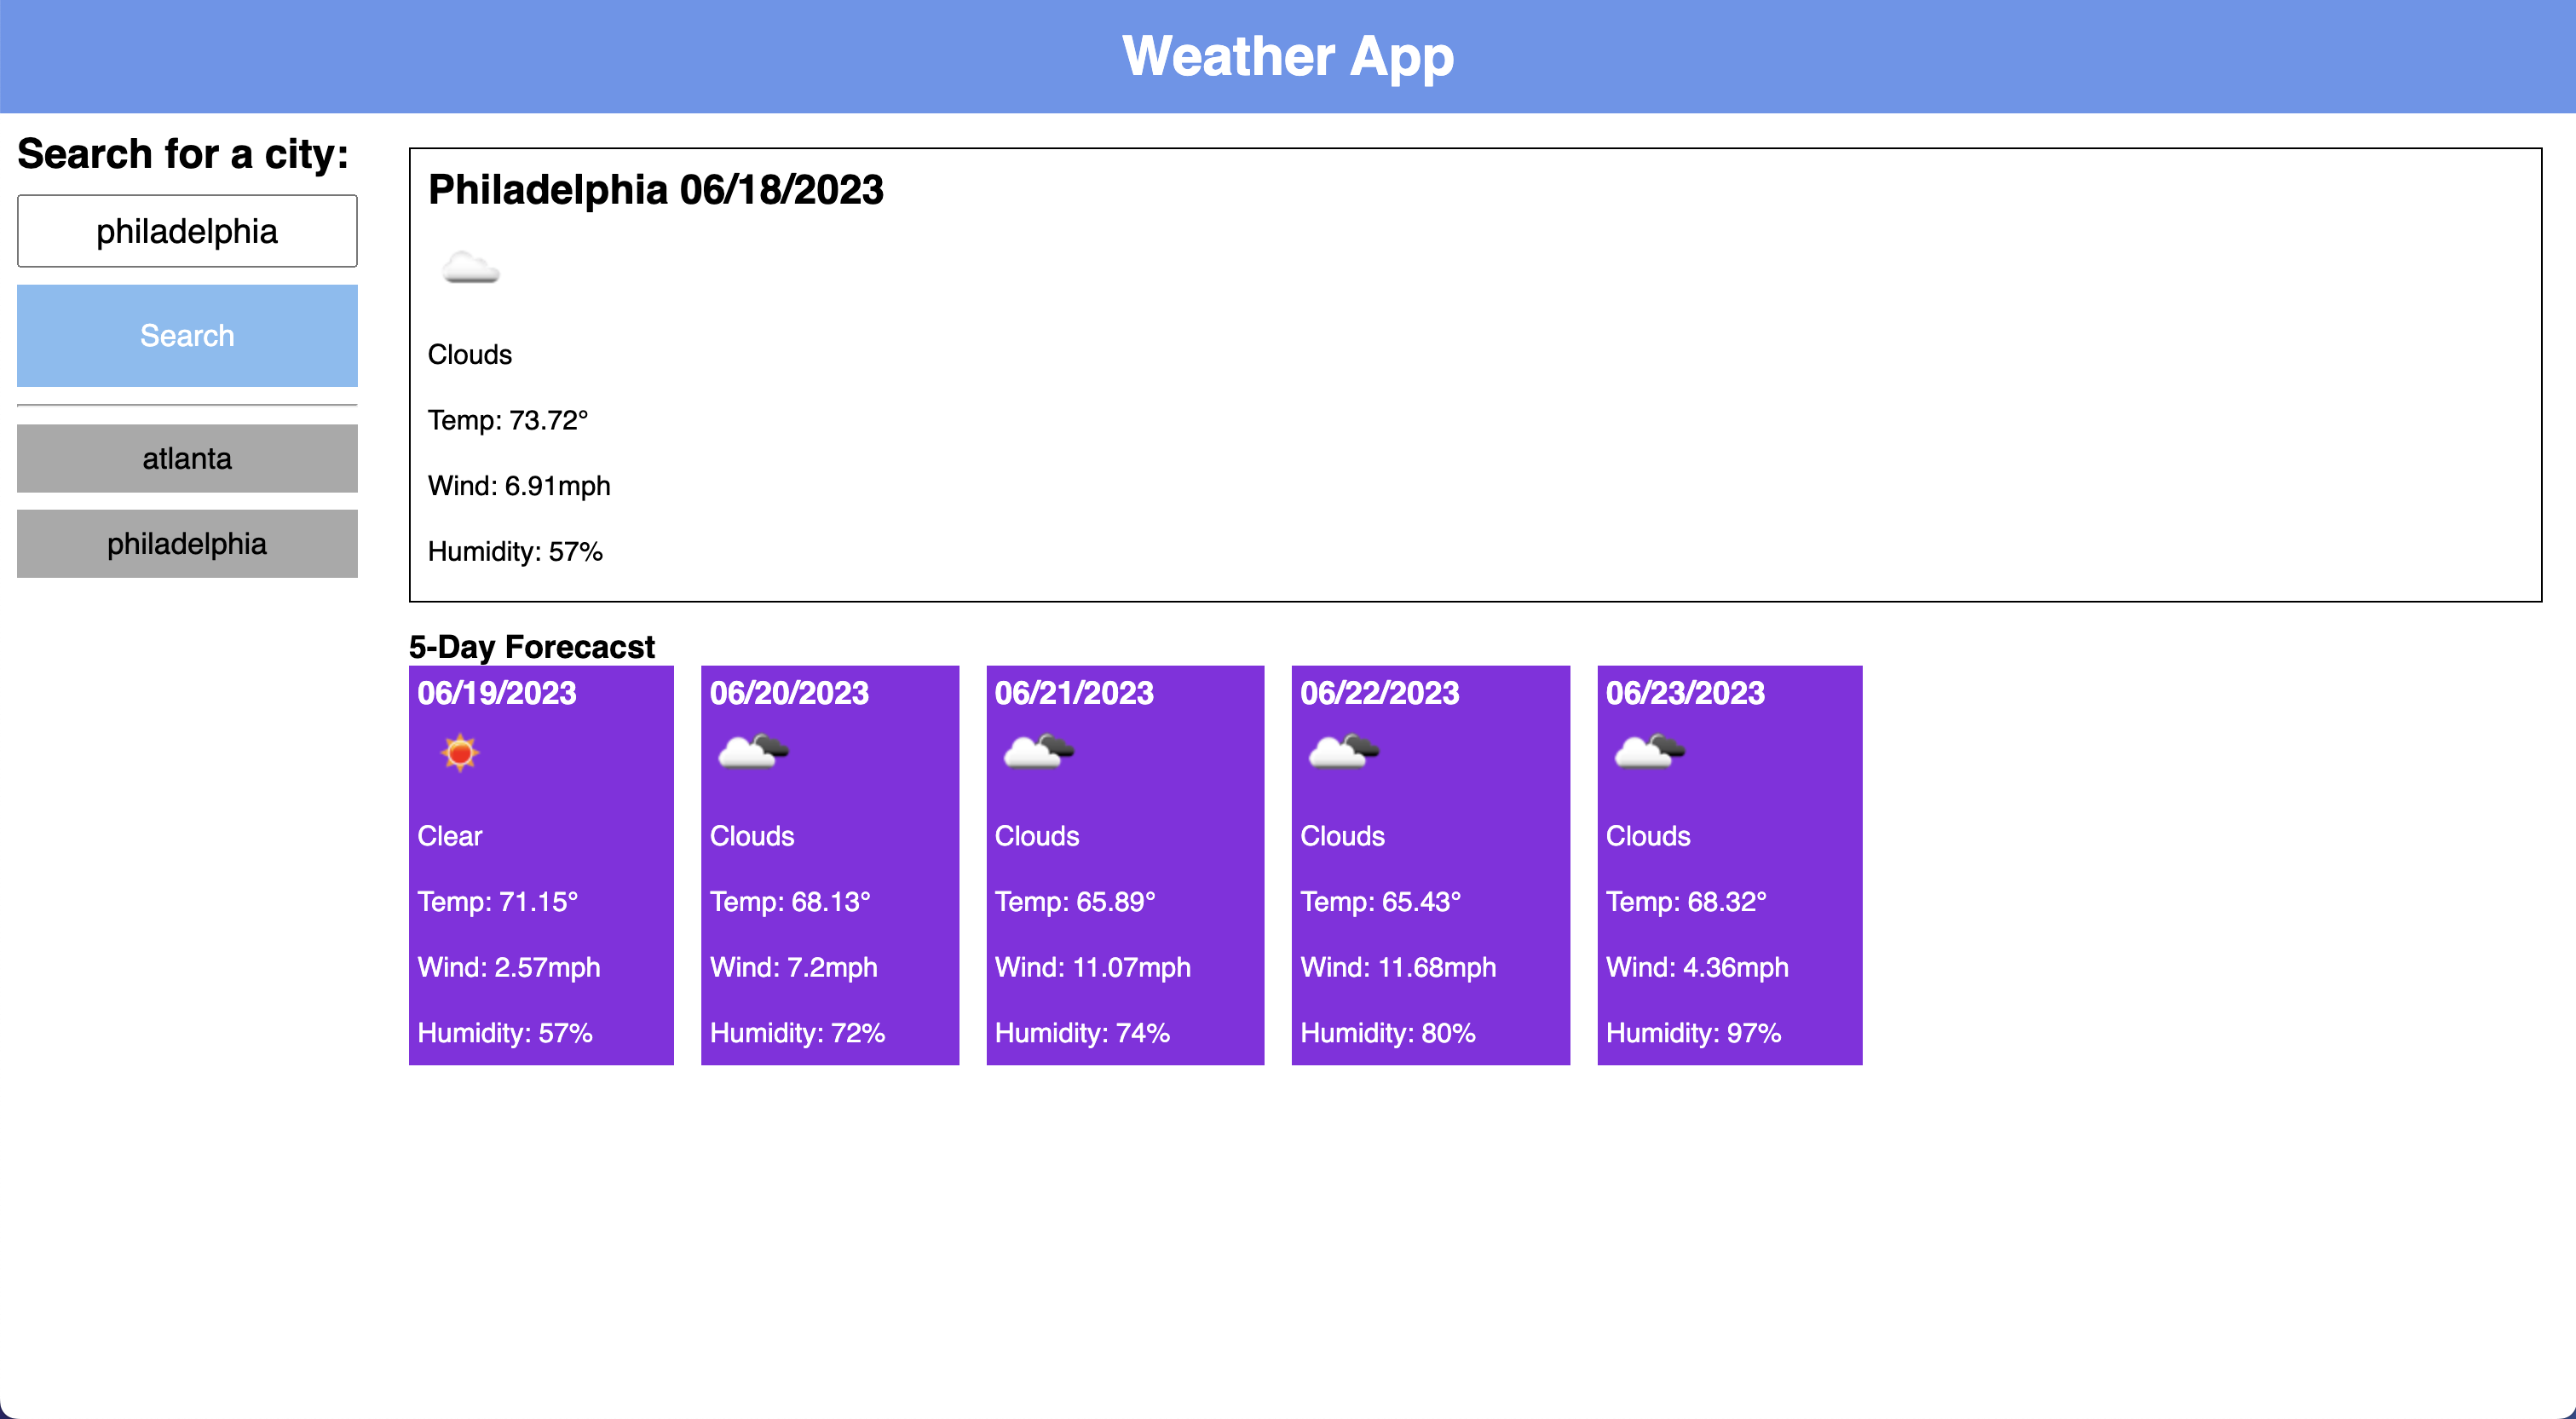 Weather App
Search for a city:
philadelphia
Search
atlanta
philadelphia
Philadelphia 06/18/2023
Clouds
Temp: 73.72°
Wind: 6.91mph
Humidity: 57%
5-Day Forecacst
06/19/2023
Clear
Temp: 71.15°
Wind: 2.57mph
Humidity: 57%
06/20/2023
Clouds
Temp: 68.13°
Wind: 7.2mph
Humidity: 72%
06/21/2023
Clouds
Temp: 65.89°
Wind: 11.07mph
Humidity: 74%
06/22/2023
Clouds
Temp: 65.43°
Wind: 11.68mph
Humidity: 80%
06/23/2023
Clouds
Temp: 68.32°
Wind: 4.36mph
Humidity: 97%